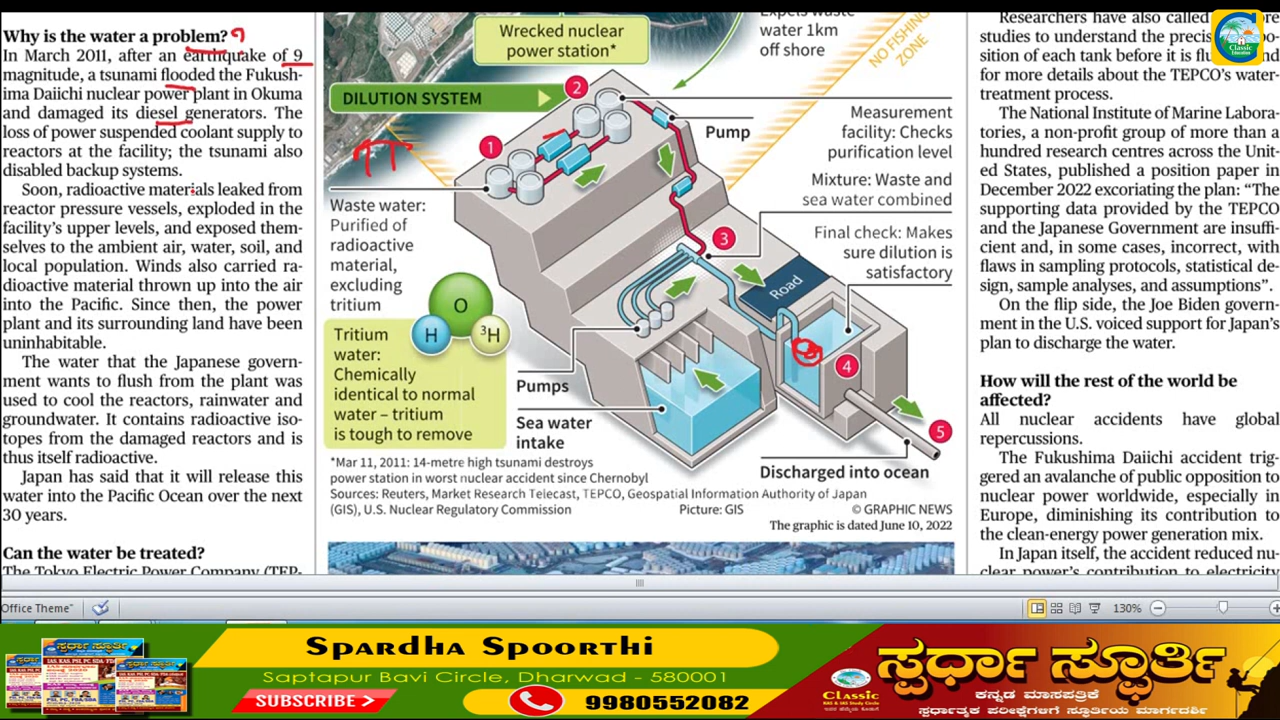 Why is the water a problem?
In March 2011, after an earthquake of 9
magnitude, a tsunami flooded the Fukush-
ima Daiichi nuclear power plant in Okuma
and damaged its diesel generators. The
loss of power suspended coolant supply to
reactors at the facility; the tsunami also
disabled backup systems.
Soon, radioactive materials leaked from
reactor pressure vessels, exploded in the
facility's upper levels, and exposed them-
selves to the ambient air, water, soil, and
local population. Winds also carried ra-
dioactive material thrown up into the air
into the Pacific. Since then, the power
plant and its surrounding land have been
uninhabitable.
The water that the Japanese govern-
ment wants to flush from the plant was
used to cool the reactors, rainwater and
groundwater. It contains radioactive iso-
topes from the damaged reactors and is
thus itself radioactive.
Japan has said that it will release this
water into the Pacific Ocean over the next
30 years.
Can the water be treated?
The Tokyo Electric Power Company (TEP-
Wrecked nuclear
power station*
Expels waste
water 1km
off shore
NO FISHING
ZONE
DILUTION SYSTEM
1
2
Pump
Measurement
facility: Checks
purification level
Mixture: Waste and
sea water combined
3
Final check: Makes
sure dilution is
satisfactory
Road
Waste water:
Purified of
radioactive
material,
excluding
tritium
O
H
³H
Tritium
water:
Chemically
identical to normal
water – tritium
is tough to remove
Pumps
Sea water
intake
4
5
Discharged into ocean
*Mar 11, 2011: 14-metre high tsunami destroys
power station in worst nuclear accident since Chernobyl
Sources: Reuters, Market Research Telecast, TEPCO, Geospatial Information Authority of Japan
(GIS), U.S. Nuclear Regulatory Commission
Picture: GIS
© GRAPHIC NEWS
The graphic is dated June 10, 2022
Researchers have also called
studies to understand the
sition of each tank before it is
for more details about the TEPCO's water-
treatment process.
The National Institute of Marine Labora-
tories, a non-profit group of more than a
hundred research centres across the Unit-
ed States, published a position paper in
December 2022 excoriating the plan: "The
supporting data provided by the TEPCO
and the Japanese Government are insuffi-
cient and, in some cases, incorrect, with
flaws in sampling protocols, statistical de-
sign, sample analyses, and assumptions".
On the flip side, the Joe Biden govern-
ment in the U.S. voiced support for Japan's
plan to discharge the water.
How will the rest of the world be
affected?
All nuclear accidents have global
repercussions.
The Fukushima Daiichi accident trig-
gered an avalanche of public opposition to
nuclear power worldwide, especially in
Europe, diminishing its contribution to
the clean-energy power generation mix.
In Japan itself, the accident reduced nu-
clear power's contribution to electricity
Classic
Education
Office Theme"
130%
Spardha Spoorthi
Saptapur Bavi Circle, Dharwad - 580001
SUBSCRIBE
9980552082
ಸ್ಪರ್ಧಾ ಸ್ಫೂರ್ತಿ
Classic
KAS & IAS Study Circle
ಸ್ಪರ್ಧಾ ಸ್ಫೂರ್ತಿ
ಕನ್ನಡ ಮಾಸಪತ್ರಿಕೆ
ಸ್ಪರ್ಧಾತ್ಮಕ ಪರೀಕ್ಷೆಗಳಿಗೆ ಸ್ಫೂರ್ತಿಯ ಮಾರ್ಗದರ್ಶಿ